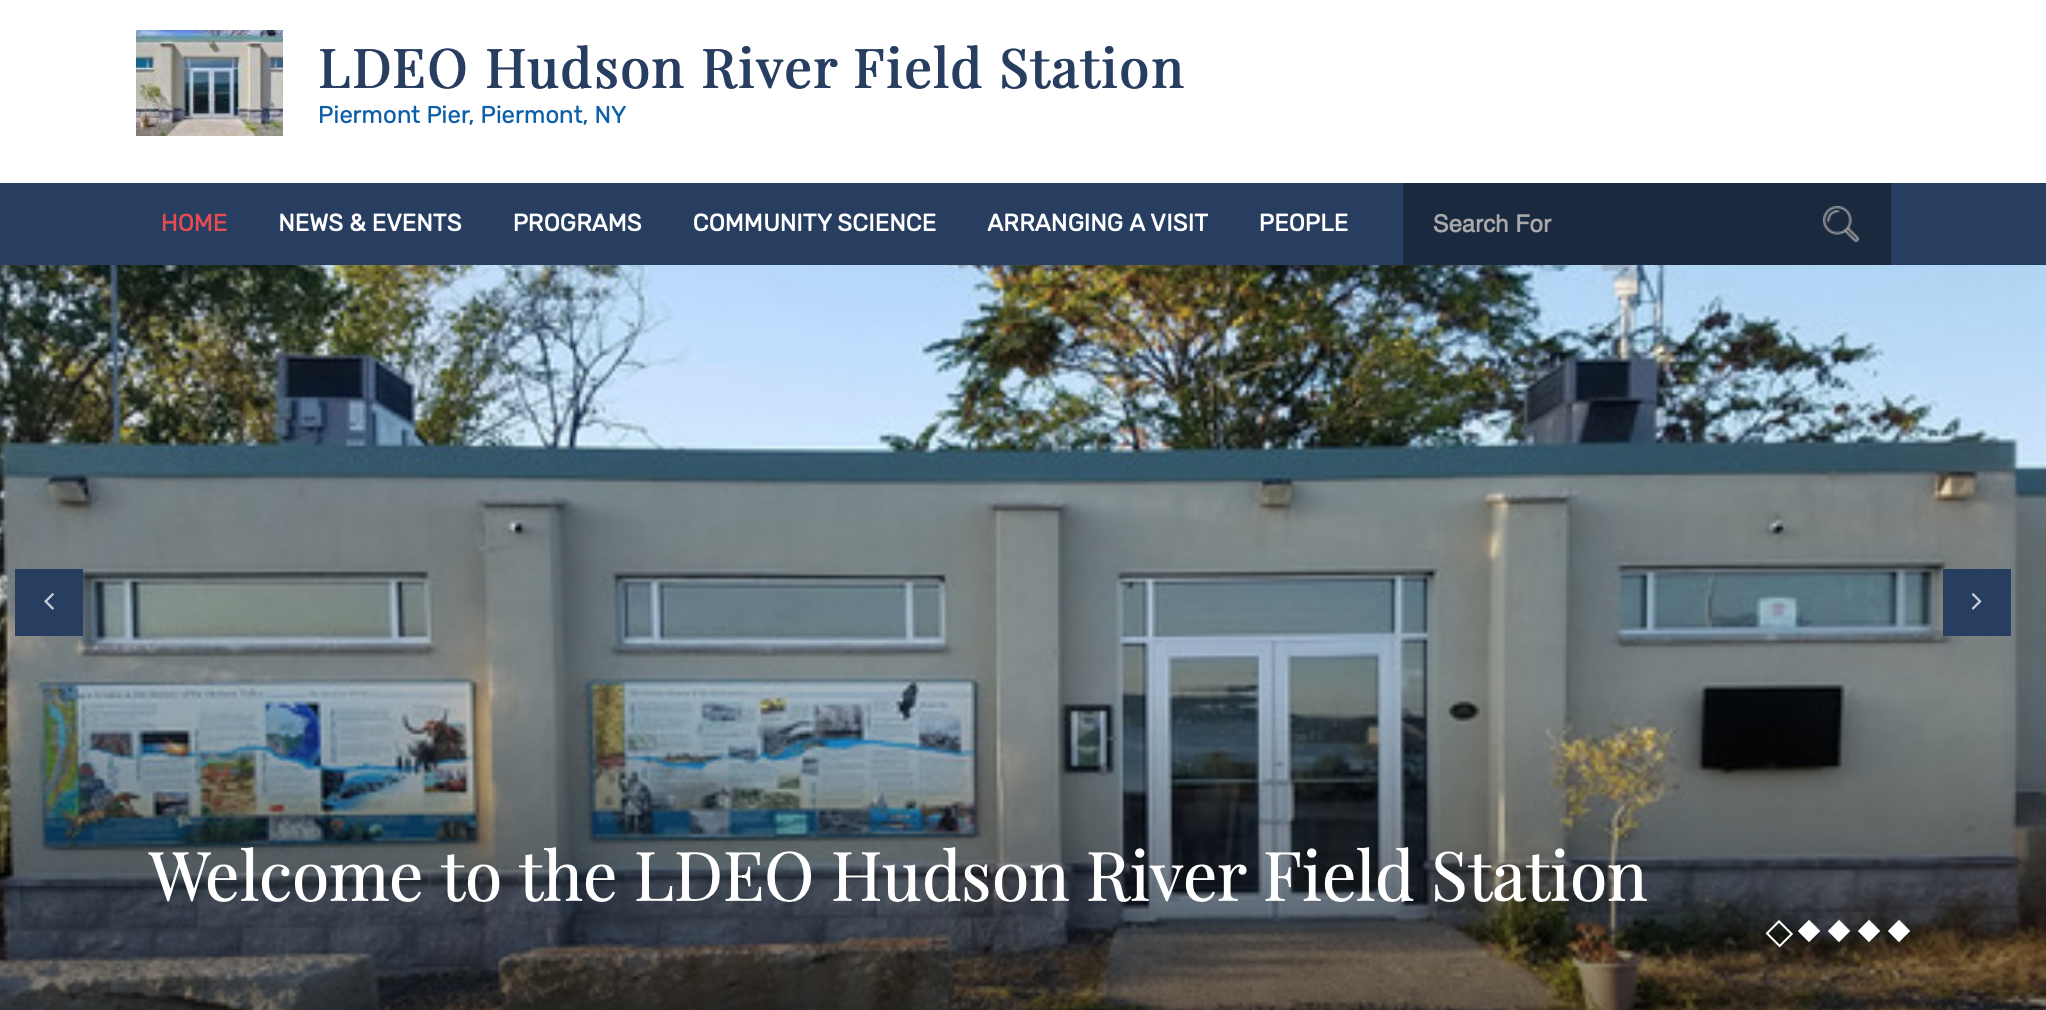 LDEO Hudson River Field Station
Piermont Pier, Piermont, NY
HOME NEWS & EVENTS PROGRAMS COMMUNITY SCIENCE ARRANGING A VISIT PEOPLE Search For
Welcome to the LDEO Hudson River Field Station